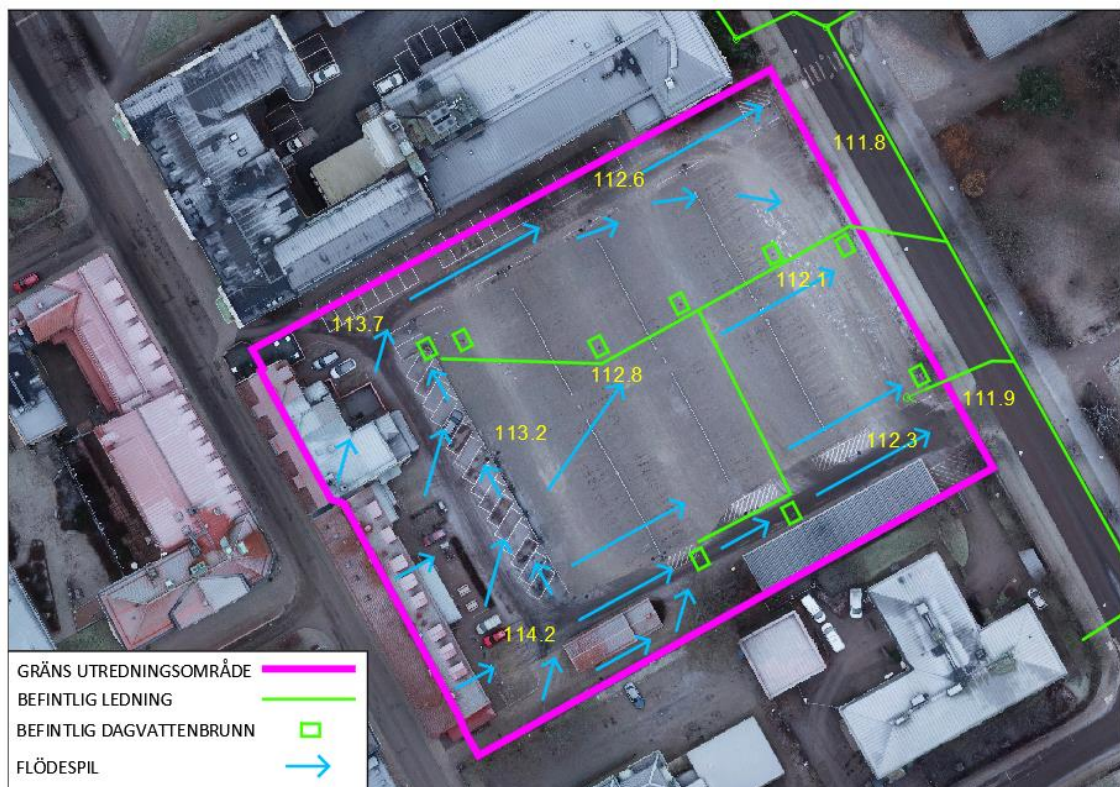 111.8
112.6
112.1
113.7
112.8
111.9
113.2
112.3
114.2
GRÄNS UTREDNINGSOMRÅDE
BEFINTLIG LEDNING
BEFINTLIG DAGVATTENBRUNN
FLÖDESPIL